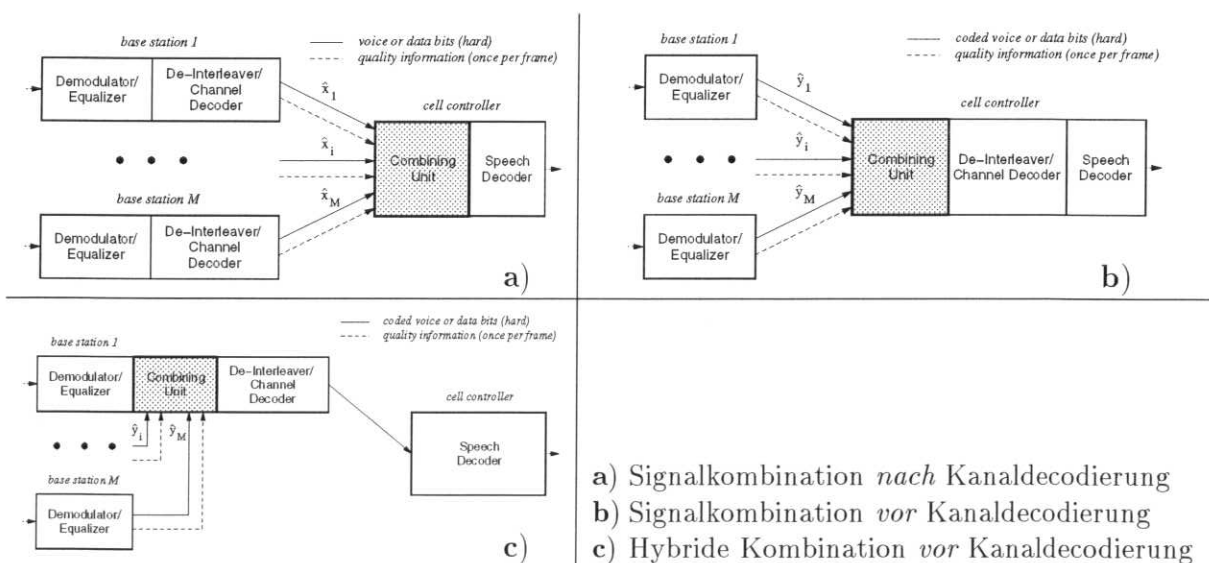 base station 1
voice or data bits (hard)
quality information (once per frame)
Demodulator/
Equalizer
De-Interleaver/
Channel
Decoder
x̂1
cell controller
x̂i
Combining
Unit
Speech
Decoder
base station M
x̂M
Demodulator/
Equalizer
De-Interleaver/
Channel
Decoder
a)
base station 1
coded voice or data bits (hard)
quality information (once per frame)
Demodulator/
Equalizer
ŷ1
cell controller
ŷi
Combining
Unit
De-Interleaver/
Channel Decoder
Speech
Decoder
base station M
ŷM
Demodulator/
Equalizer
b)
coded voice or data bits (hard)
quality information (once per frame)
base station 1
Demodulator/
Equalizer
Combining
Unit
De-Interleaver/
Channel
Decoder
ŷi
ŷM
cell controller
Speech
Decoder
base station M
Demodulator/
Equalizer
c)
a) Signalkombination nach Kanaldecodierung
b) Signalkombination vor Kanaldecodierung
c) Hybride Kombination vor Kanaldecodierung